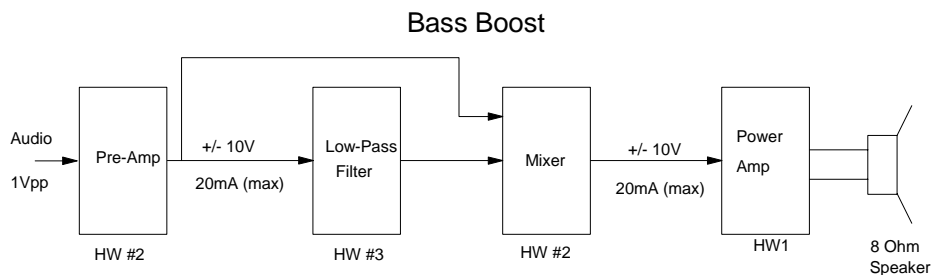 Bass Boost
Audio
1Vpp
Pre-Amp
HW #2
+/- 10V
20mA (max)
Low-Pass
Filter
HW #3
Mixer
HW #2
+/- 10V
20mA (max)
Power
Amp
HW1
8 Ohm
Speaker